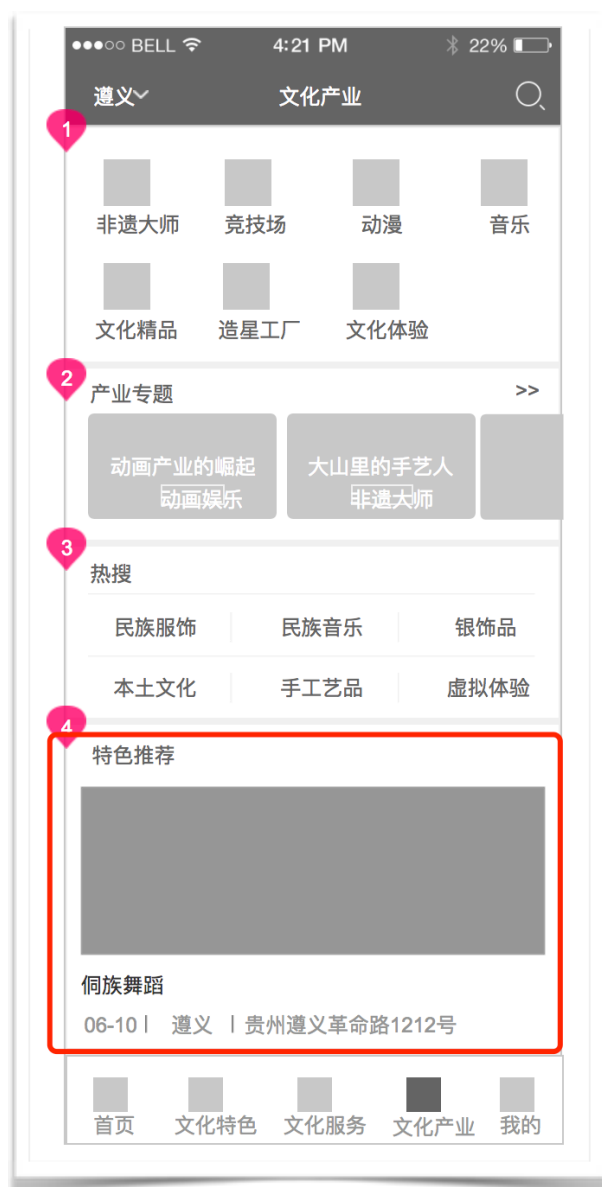 BELL 4:21 PM 22%
遵义 文化产业
1
非遗大师 竞技场 动漫 音乐
文化精品 造星工厂 文化体验
2
产业专题 >>
动画产业的崛起 大山里的手艺人
动画娱乐 非遗大师
3
热搜
民族服饰 民族音乐 银饰品
本土文化 手工艺品 虚拟体验
4
特色推荐
侗族舞蹈
06-10 | 遵义 | 贵州遵义革命路1212号
首页 文化特色 文化服务 文化产业 我的